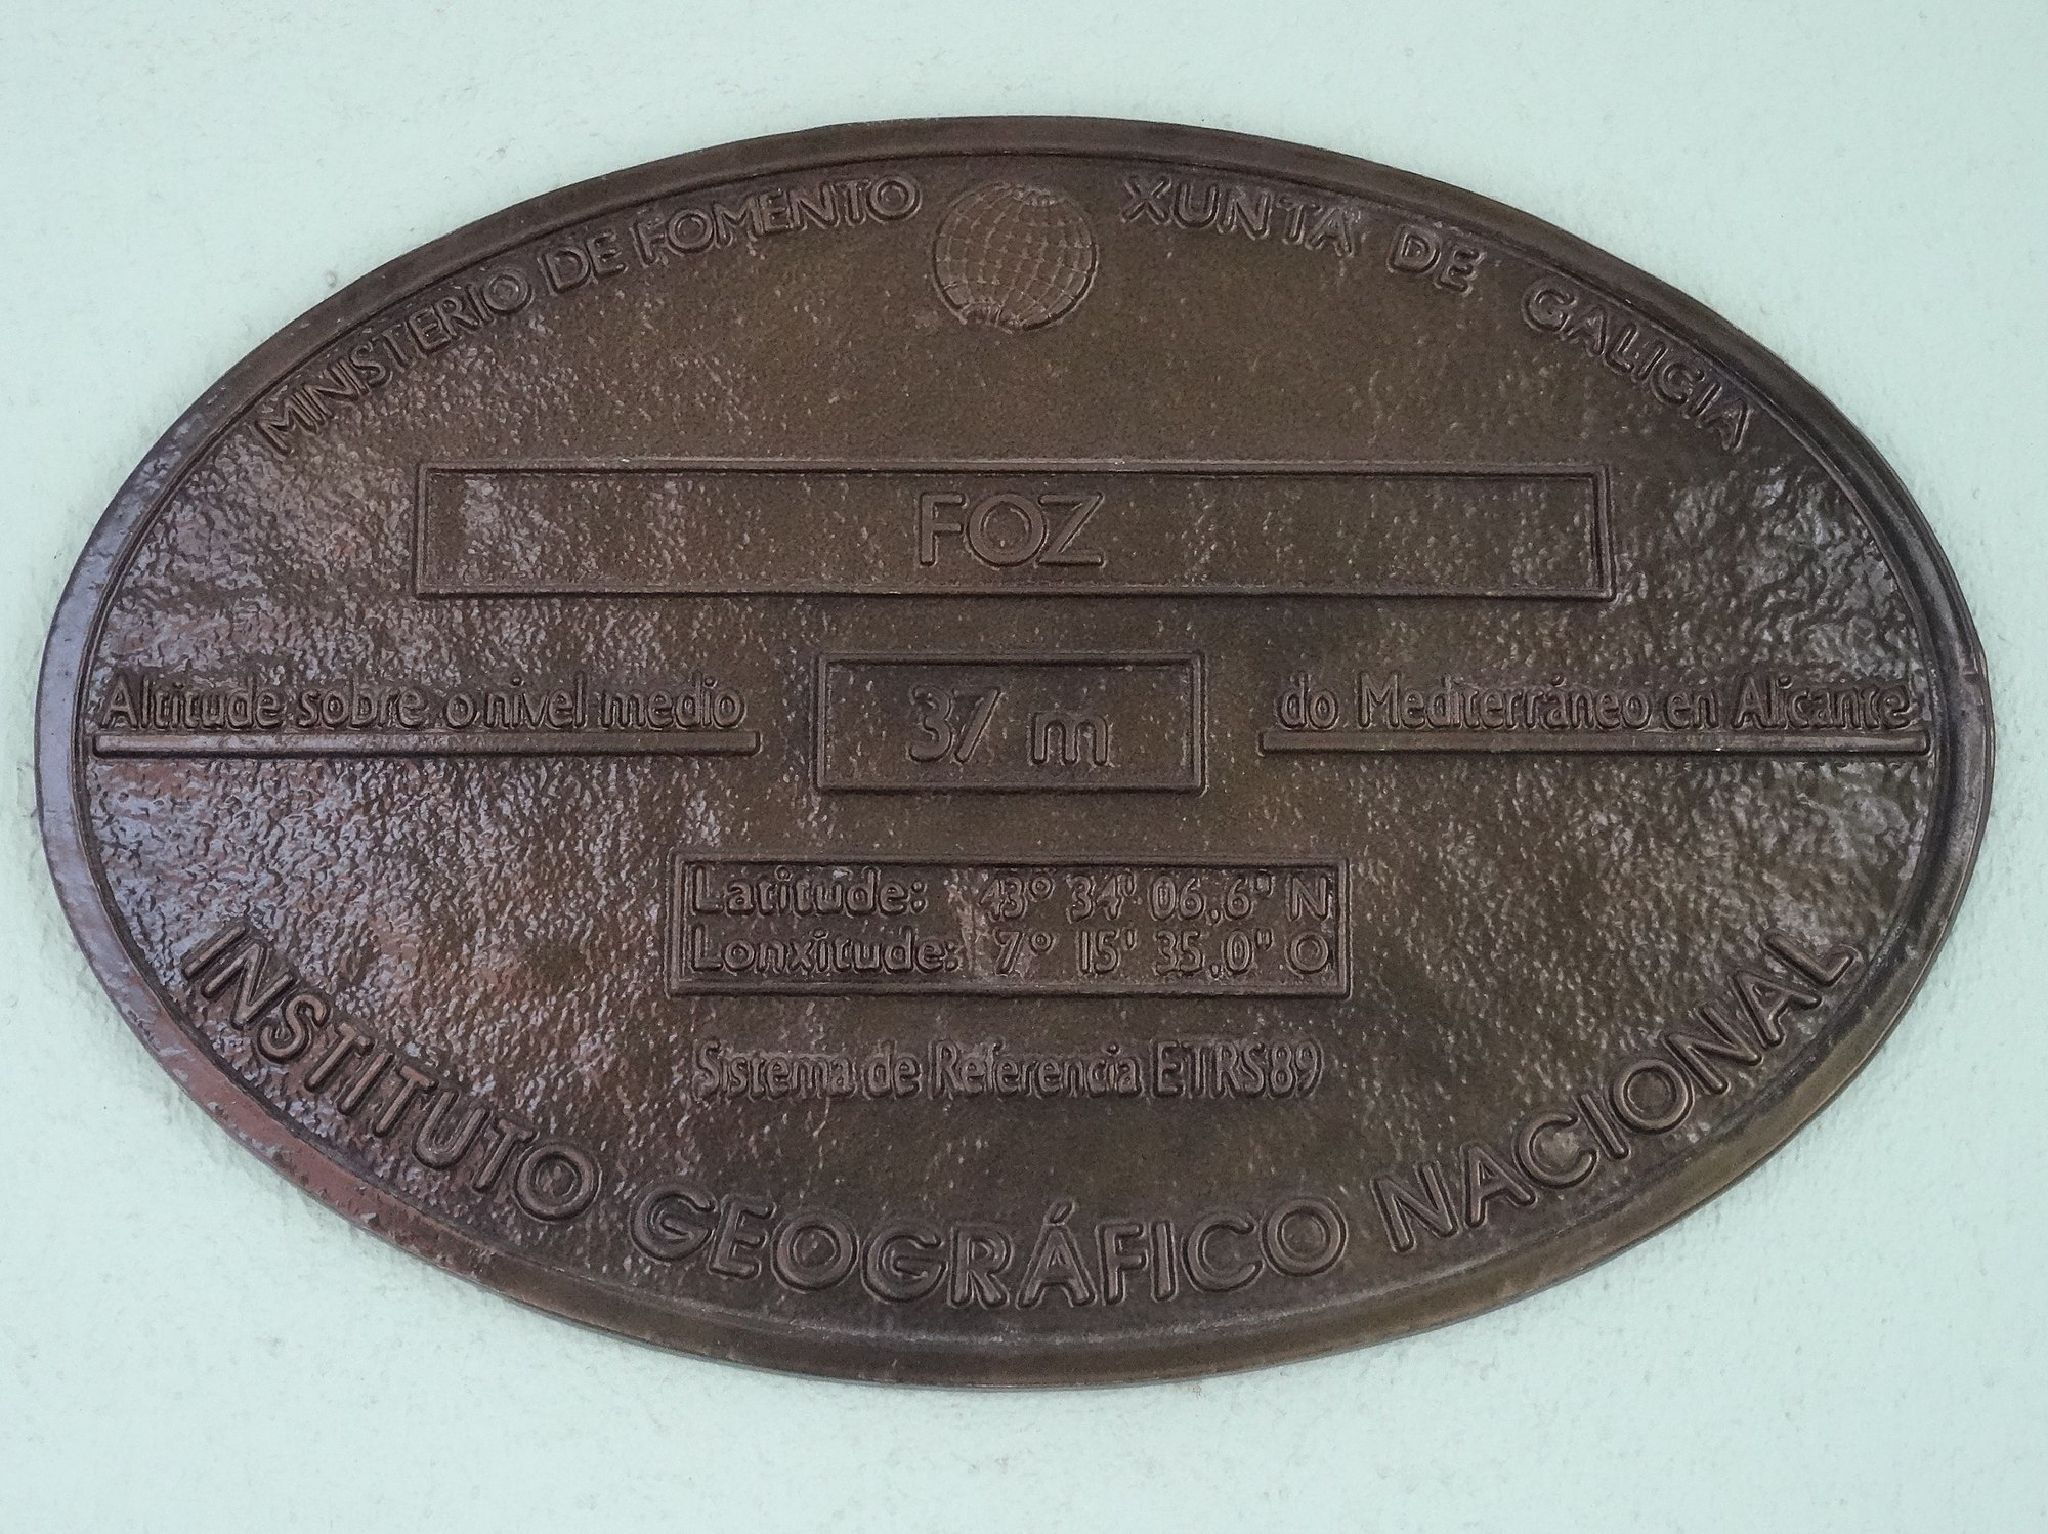 MINISTERIO DE FOMENTO XUNTA DE GALICIA
FOZ
Altitude sobre o nivel medio 37 m do Mediterráneo en Alicante
Latitude: 43° 34' 06,6" N
Lonxitude: 7° 15' 35,0" O
Sistema de Referencia ETRS89
INSTITUTO GEOGRÁFICO NACIONAL